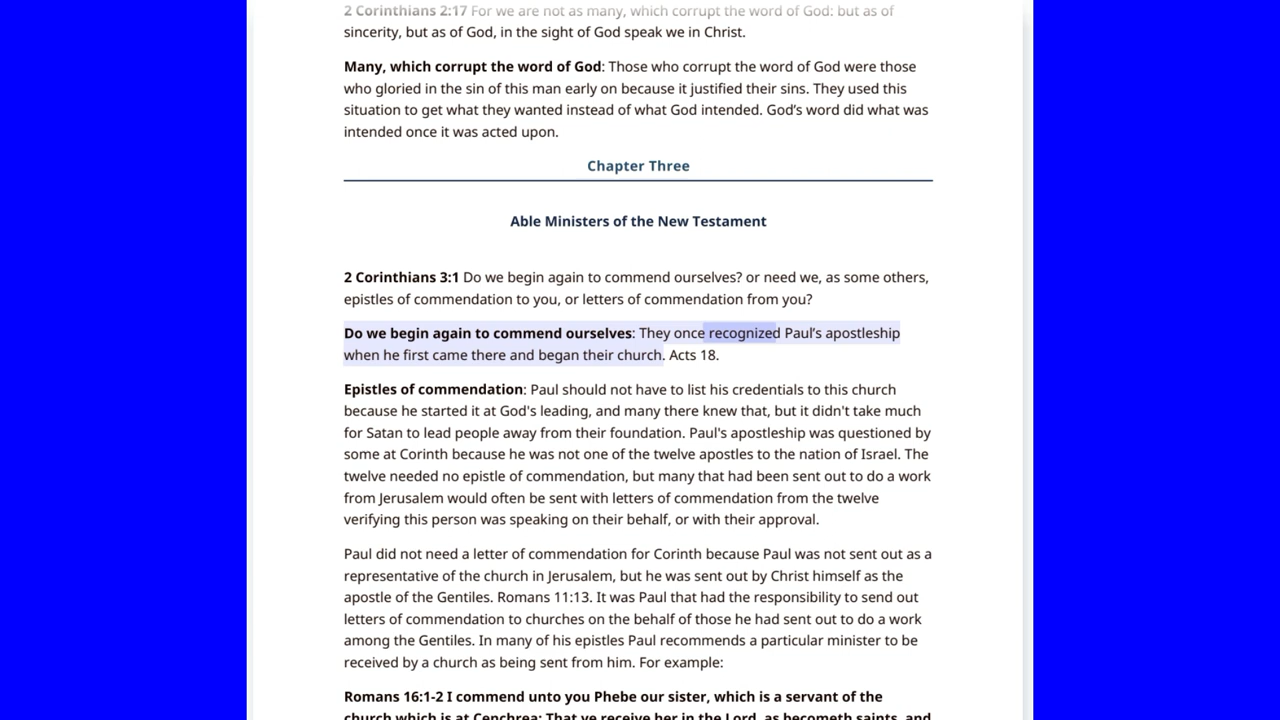 2 Corinthians 2:17 For we are not as many, which corrupt the word of God: but as of
sincerity, but as of God, in the sight of God speak we in Christ.
Many, which corrupt the word of God: Those who corrupt the word of God were those
who gloried in the sin of this man early on because it justified their sins. They used this
situation to get what they wanted instead of what God intended. God’s word did what was
intended once it was acted upon.
Chapter Three
Able Ministers of the New Testament
2 Corinthians 3:1 Do we begin again to commend ourselves? or need we, as some others,
epistles of commendation to you, or letters of commendation from you?
Do we begin again to commend ourselves: They once recognized Paul’s apostleship
when he first came there and began their church. Acts 18.
Epistles of commendation: Paul should not have to list his credentials to this church
because he started it at God's leading, and many there knew that, but it didn't take much
for Satan to lead people away from their foundation. Paul's apostleship was questioned by
some at Corinth because he was not one of the twelve apostles to the nation of Israel. The
twelve needed no epistle of commendation, but many that had been sent out to do a work
from Jerusalem would often be sent with letters of commendation from the twelve
verifying this person was speaking on their behalf, or with their approval.
Paul did not need a letter of commendation for Corinth because Paul was not sent out as a
representative of the church in Jerusalem, but he was sent out by Christ himself as the
apostle of the Gentiles. Romans 11:13. It was Paul that had the responsibility to send out
letters of commendation to churches on the behalf of those he had sent out to do a work
among the Gentiles. In many of his epistles Paul recommends a particular minister to be
received by a church as being sent from him. For example:
Romans 16:1-2 I commend unto you Phebe our sister, which is a servant of the
church which is at Cenchrea: That ye receive her in the Lord, as becometh saints, and